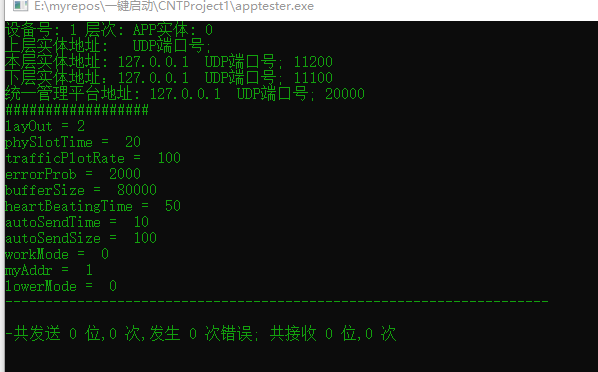 E:\myrepos\一键启动\CNTProject1\apptester.exe
设备号: 1 层次: APP实体: 0
上层实体地址:   UDP端口号;
本层实体地址: 127.0.0.1  UDP端口号; 11200
下层实体地址: 127.0.0.1  UDP端口号; 11100
统一管理平台地址: 127.0.0.1  UDP端口号; 20000
##################
layOut = 2
phySlotTime =  20
trafficPlotRate =  100
errorProb =  2000
bufferSize =  80000
heartBeatingTime =  50
autoSendTime =  10
autoSendSize =  100
workMode =  0
myAddr =  1
lowerMode =  0
--------------------------------------------------------------------
-共发送 0 位,0 次,发生 0 次错误; 共接收 0 位,0 次